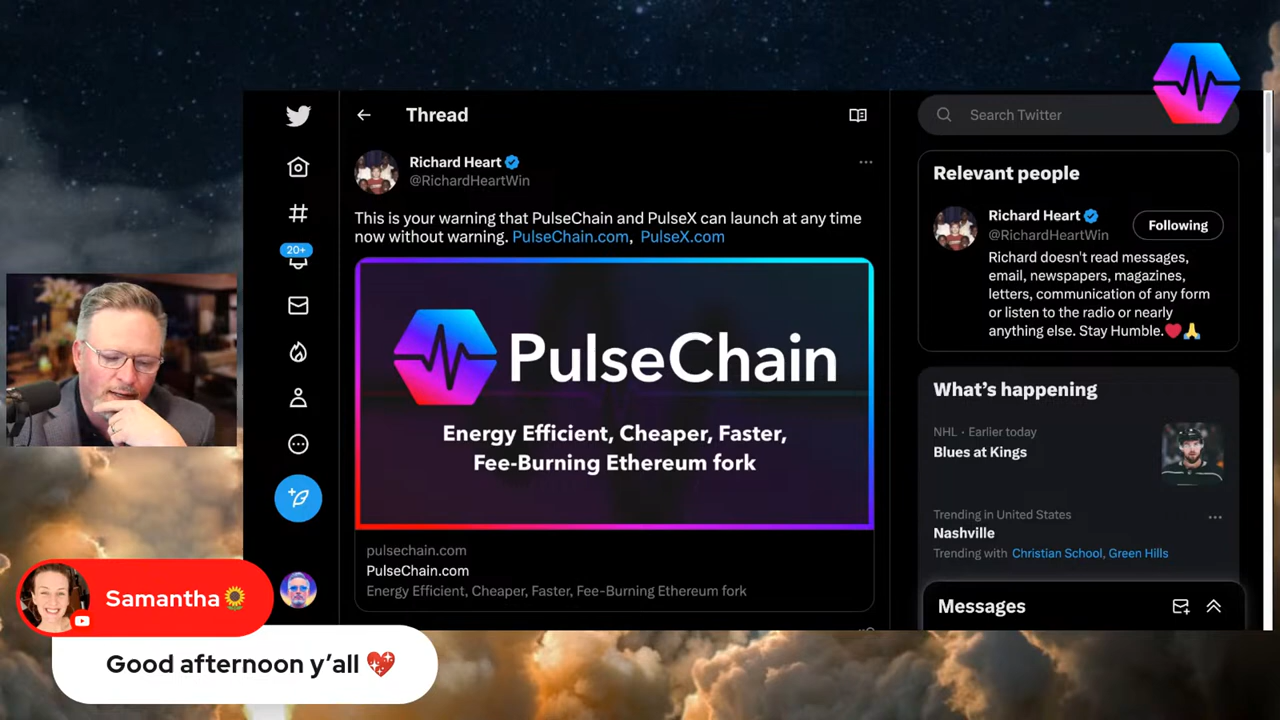 Thread
Search Twitter
Richard Heart
@RichardHeartWin
This is your warning that PulseChain and PulseX can launch at any time
now without warning. PulseChain.com, PulseX.com
PulseChain
Energy Efficient, Cheaper, Faster,
Fee-Burning Ethereum fork
pulsechain.com
PulseChain.com
Energy Efficient, Cheaper, Faster, Fee-Burning Ethereum fork
20+
Relevant people
Richard Heart
@RichardHeartWin
Following
Richard doesn't read messages,
email, newspapers, magazines,
letters, communication of any form
or listen to the radio or nearly
anything else. Stay Humble.❤️🙏
What's happening
NHL · Earlier today
Blues at Kings
Trending in United States
Nashville
Trending with Christian School, Green Hills
Messages
Samantha🌻
Good afternoon y'all 💖